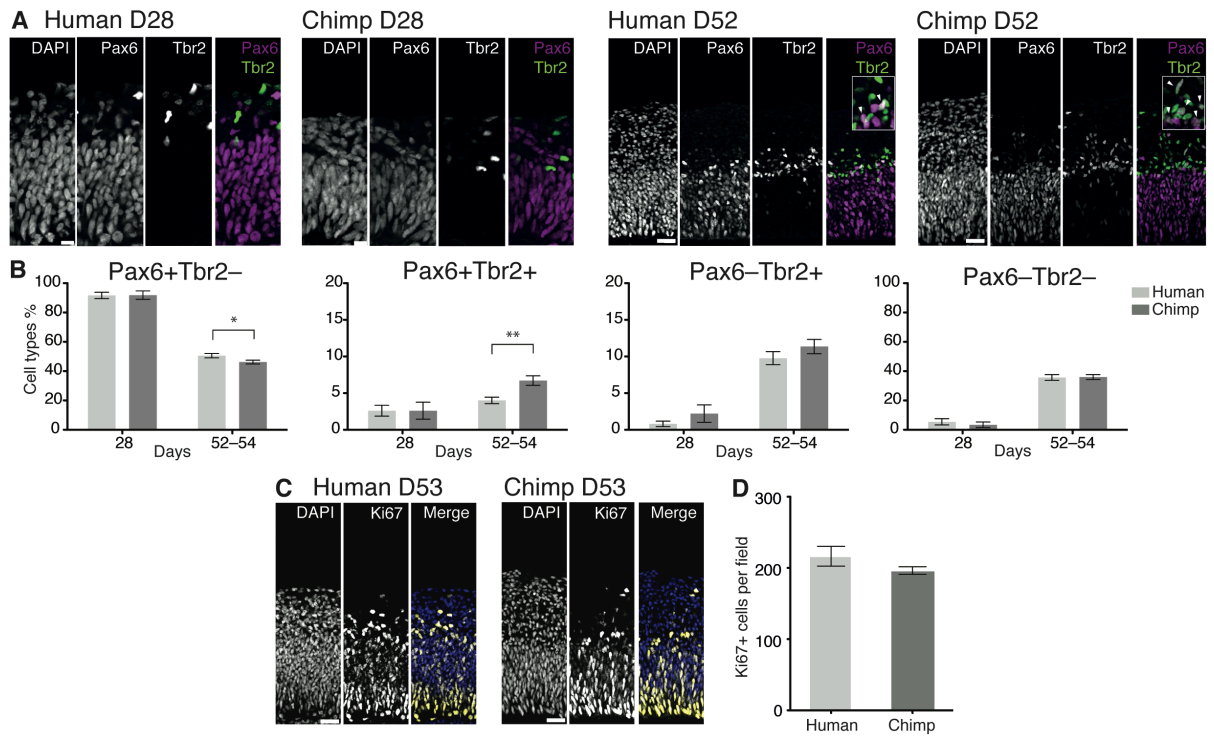 A Human D28 Chimp D28 Human D52 Chimp D52
DAPI Pax6 Tbr2 Pax6 DAPI Pax6 Tbr2 Pax6 DAPI Pax6 Tbr2 Pax6 DAPI Pax6 Tbr2 Pax6
Tbr2 Tbr2 Tbr2 Tbr2
B Pax6+Tbr2– Pax6+Tbr2+ Pax6–Tbr2+ Pax6–Tbr2–
Cell types %
100
80
60
40
20
0
*
28 52–54
Days
20
15
10
5
0
**
28 52–54
Days
20
15
10
5
0
28 52–54
Days
100
80
60
40
20
0
28 52–54
Days
Human
Chimp
C Human D53 Chimp D53
DAPI Ki67 Merge DAPI Ki67 Merge
D
Ki67+ cells per field
300
200
100
0
Human Chimp